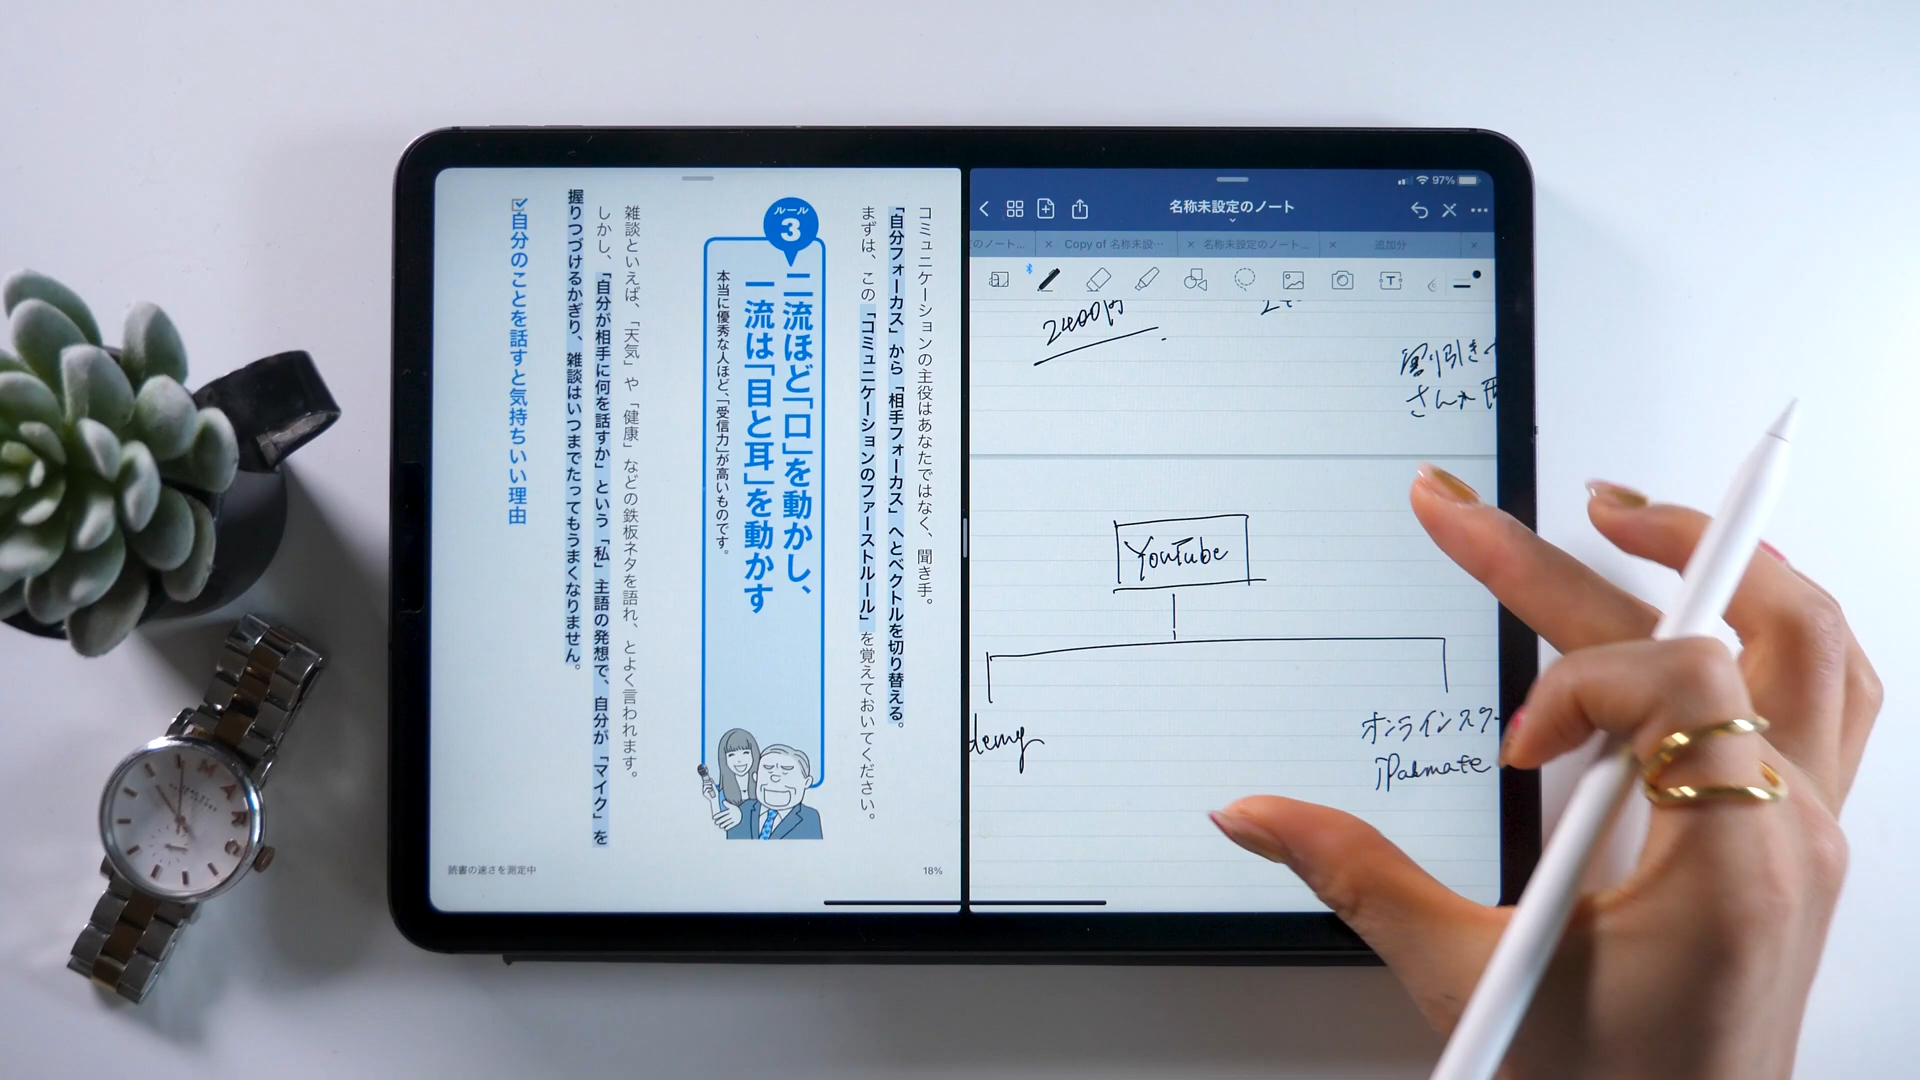 コミュニケーションの主役はあなたではなく、聞き手。
「自分フォーカス」から「相手フォーカス」へとベクトルを切り替える。
まずは、この「コミュニケーションのファーストルール」を覚えておいてください。
ルール
3
二流ほど「口」を動かし、
一流は「目と耳」を動かす
本当に優秀な人ほど、「受信力」が高いものです。
雑談といえば、「天気」や「健康」などの鉄板ネタを語れ、とよく言われます。
しかし、「自分が相手に何を話すか」という「私」主語の発想で、自分が「マイク」を
握りつづけるかぎり、雑談はいつまでたってもうまくなりません。
自分のことを話すと気持ちいい理由
読書の速さを測定中
18%
97%
名称未設定のノート
のノート...
Copy of 名称未設...
名称未設定のノート...
追加分
2400円
割引き
さんか
YouTube
demy
オンラインスク
iPadmate
MARC